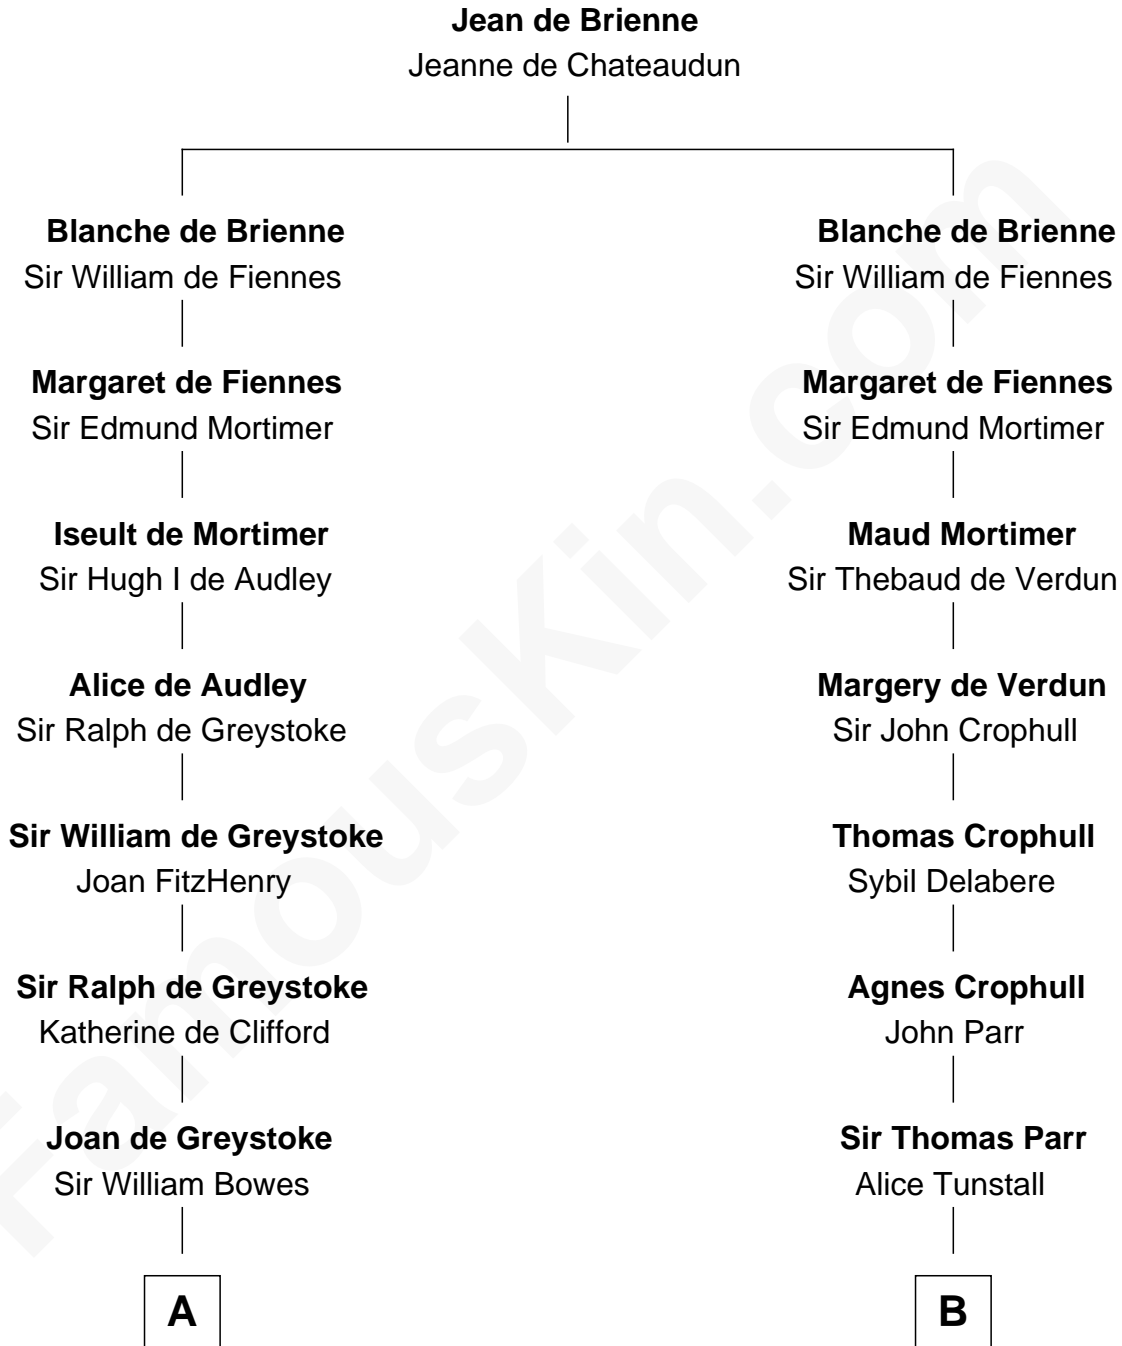 Jean de Brienne
Jeanne de Chateaudun
Blanche de Brienne
Sir William de Fiennes
Margaret de Fiennes
Sir Edmund Mortimer
Iseult de Mortimer
Sir Hugh I de Audley
Alice de Audley
Sir Ralph de Greystoke
Sir William de Greystoke
Joan FitzHenry
Sir Ralph de Greystoke
Katherine de Clifford
Joan de Greystoke
Sir William Bowes
A
Blanche de Brienne
Sir William de Fiennes
Margaret de Fiennes
Sir Edmund Mortimer
Maud Mortimer
Sir Thebaud de Verdun
Margery de Verdun
Sir John Crophull
Thomas Crophull
Sybil Delabere
Agnes Crophull
John Parr
Sir Thomas Parr
Alice Tunstall
B
FamousKin.com